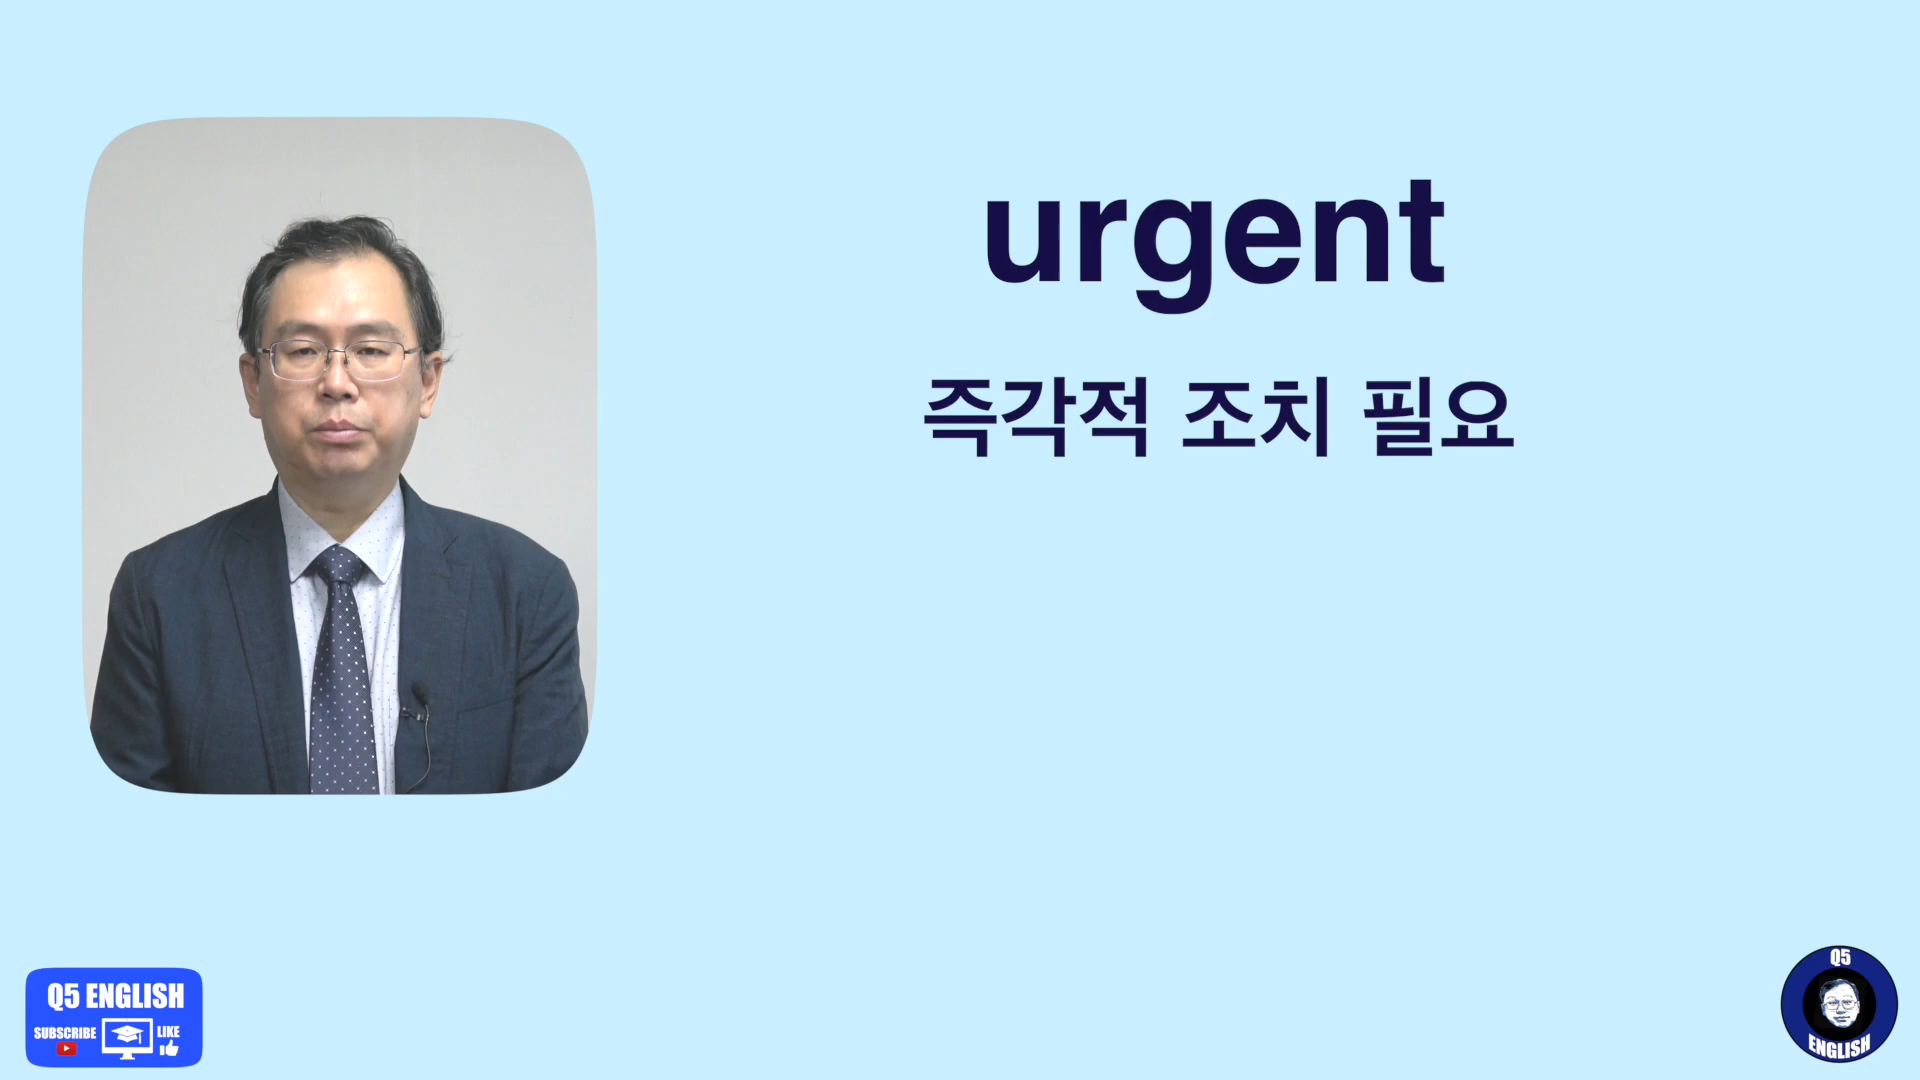 urgent
즉각적 조치 필요
Q5 ENGLISH
SUBSCRIBE
LIKE
Q5
ENGLISH